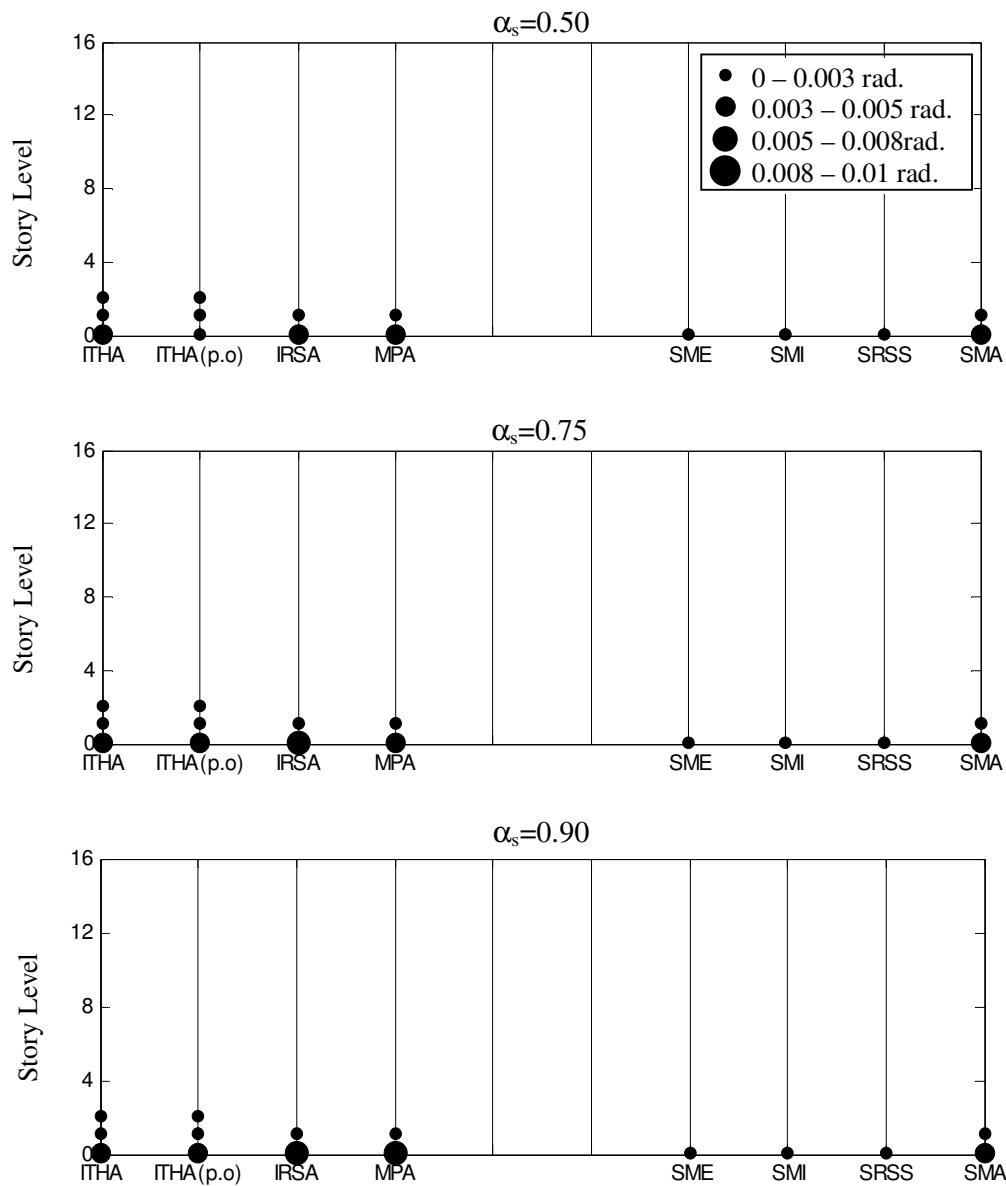 αs=0.50
16
12
8
4
0
Story Level
0 – 0.003 rad.
0.003 – 0.005 rad.
0.005 – 0.008rad.
0.008 – 0.01 rad.
ITHA ITHA(p.o) IRSA MPA SME SMI SRSS SMA
αs=0.75
16
12
8
4
0
Story Level
ITHA ITHA(p.o) IRSA MPA SME SMI SRSS SMA
αs=0.90
16
12
8
4
0
Story Level
ITHA ITHA(p.o) IRSA MPA SME SMI SRSS SMA